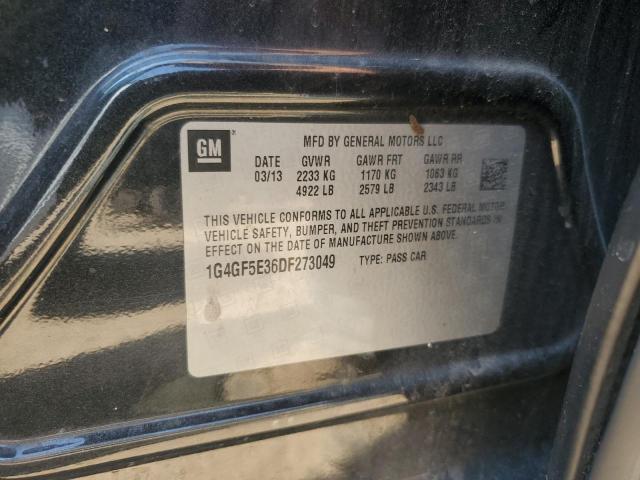 GM
MFD BY GENERAL MOTORS LLC
DATE GVWR GAWR FRT GAWR RR
03/13 2233 KG 1170 KG 1063 KG
4922 LB 2579 LB 2343 LB
THIS VEHICLE CONFORMS TO ALL APPLICABLE U.S. FEDERAL MOTOR
VEHICLE SAFETY, BUMPER, AND THEFT PREVENTION STANDARDS IN
EFFECT ON THE DATE OF MANUFACTURE SHOWN ABOVE.
1G4GF5E36DF273049 TYPE: PASS CAR